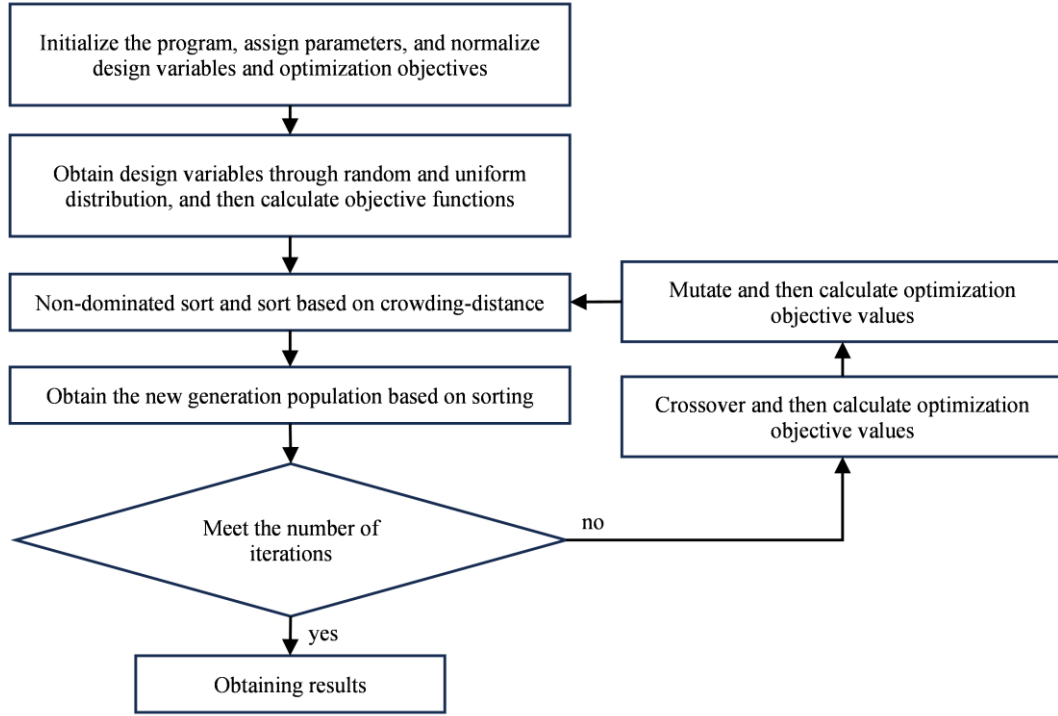 Initialize the program, assign parameters, and normalize
design variables and optimization objectives
Obtain design variables through random and uniform
distribution, and then calculate objective functions
Non-dominated sort and sort based on crowding-distance
Mutate and then calculate optimization
objective values
Obtain the new generation population based on sorting
Crossover and then calculate optimization
objective values
Meet the number of
iterations
no
yes
Obtaining results